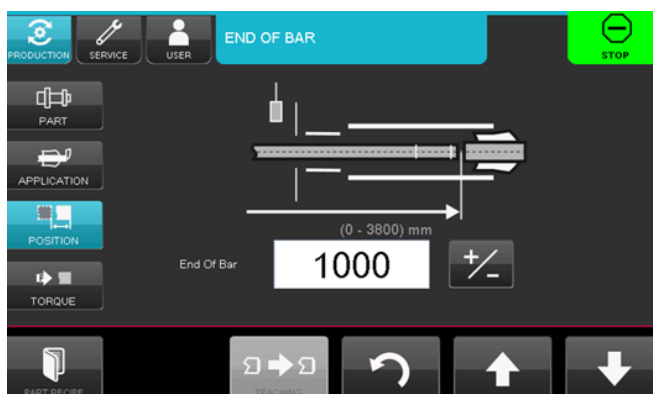 PRODUCTION
SERVICE
USER
END OF BAR
STOP
PART
APPLICATION
POSITION
TORQUE
(0 - 3800) mm
End Of Bar
1000
+/-
PART RECIPE
TEACHING